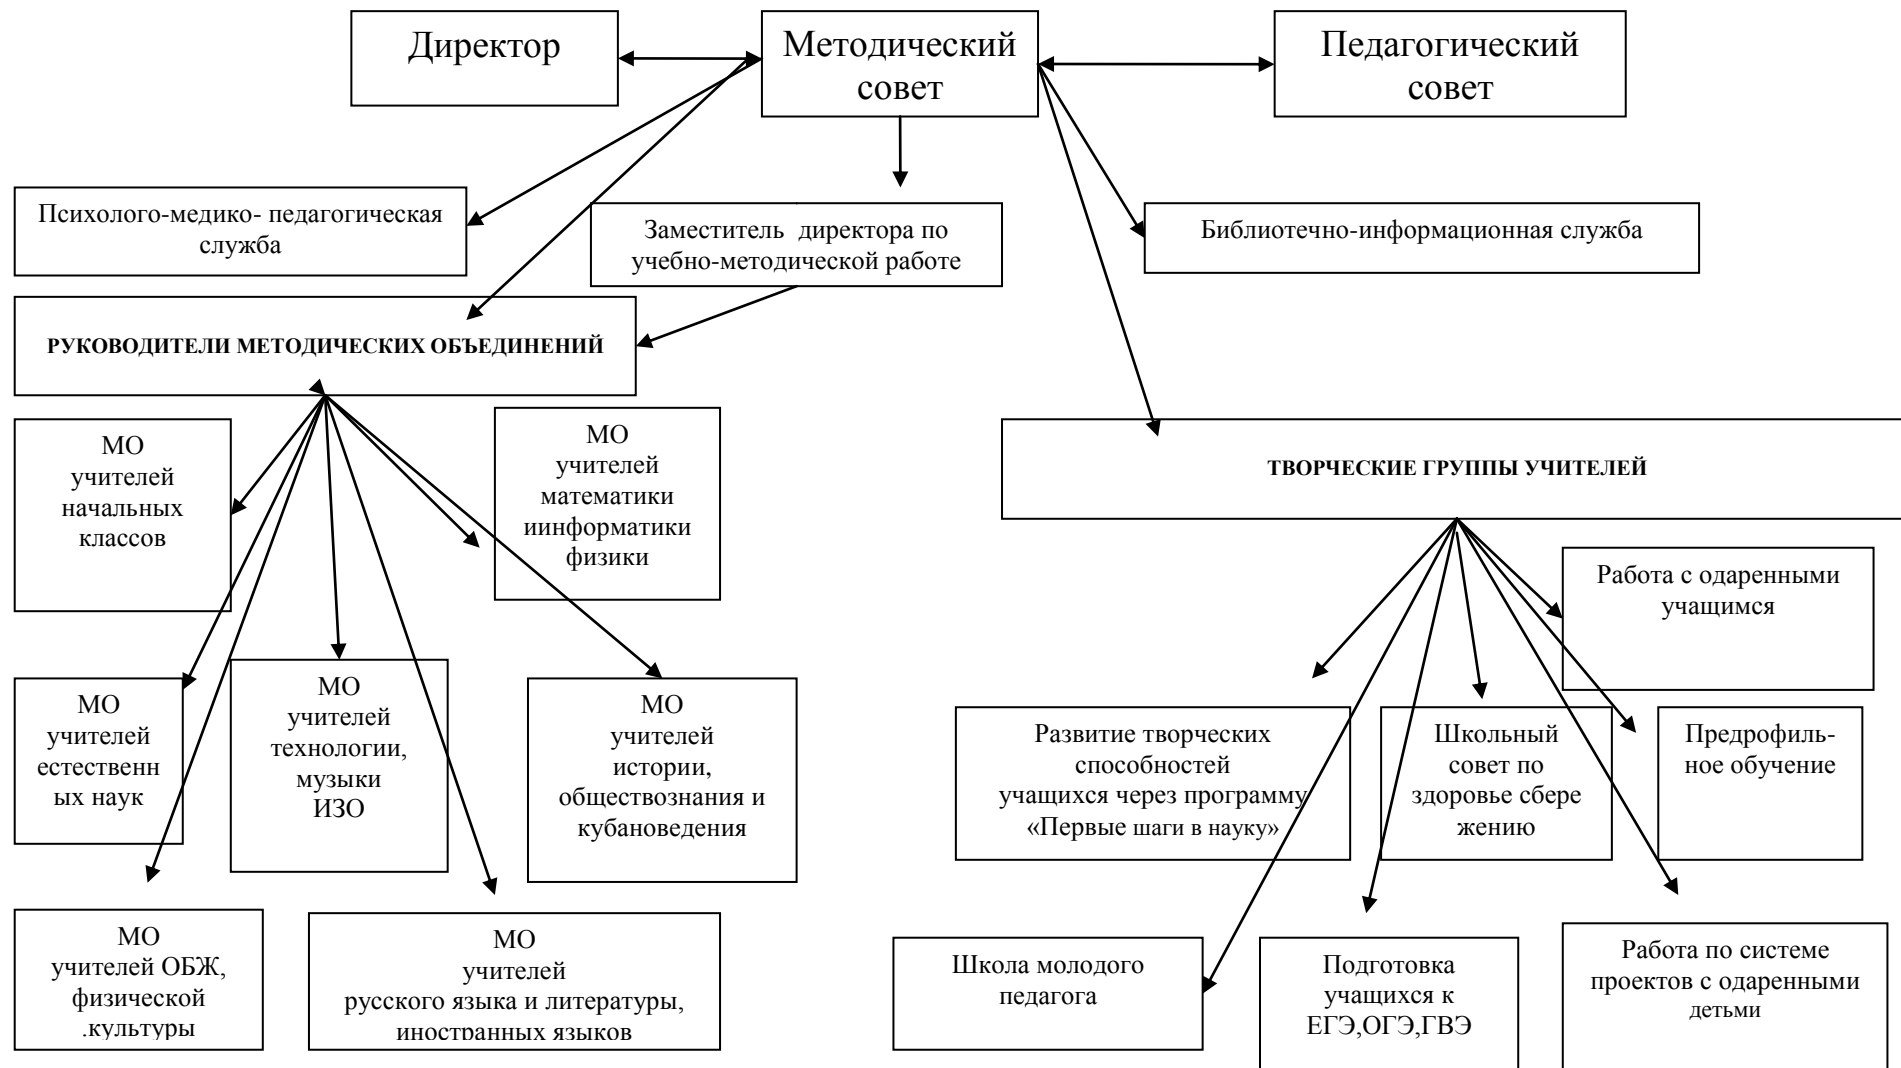 Директор
Методический
совет
Педагогический
совет
Психолого-медико- педагогическая
служба
Заместитель  директора по
учебно-методической работе
Библиотечно-информационная служба
РУКОВОДИТЕЛИ МЕТОДИЧЕСКИХ ОБЪЕДИНЕНИЙ
МО
учителей
начальных
классов
МО
учителей
математики
иинформатики
физики
ТВОРЧЕСКИЕ ГРУППЫ УЧИТЕЛЕЙ
Работа с одаренными
учащимся
МО
учителей
естественн
ых наук
МО
учителей
технологии,
музыки
ИЗО
МО
учителей
истории,
обществознания и
кубановедения
Развитие творческих
способностей
учащихся через программу
«Первые шаги в науку»
Школьный
совет по
здоровье сбере
жению
Предрофиль-
ное обучение
МО
учителей ОБЖ,
физической
.культуры
МО
учителей
русского языка и литературы,
иностранных языков
Школа молодого
педагога
Подготовка
учащихся к
ЕГЭ,ОГЭ,ГВЭ
Работа по системе
проектов с одаренными
детьми